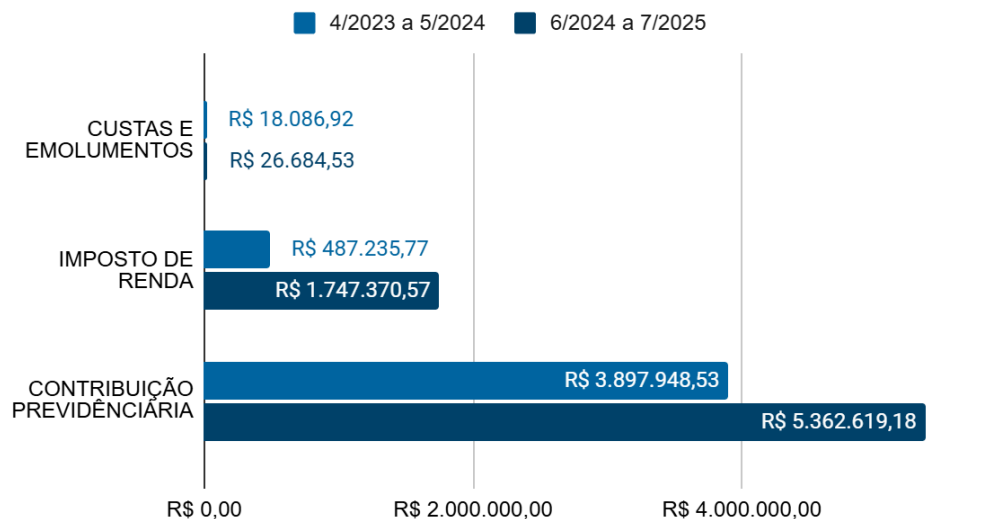 4/2023 a 5/2024
6/2024 a 7/2025
CUSTAS E
EMOLUMENTOS
R$ 18.086,92
R$ 26.684,53
IMPOSTO DE
RENDA
R$ 487.235,77
R$ 1.747.370,57
CONTRIBUIÇÃO
PREVIDÊNCIÁRIA
R$ 3.897.948,53
R$ 5.362.619,18
R$ 0,00
R$ 2.000.000,00
R$ 4.000.000,00